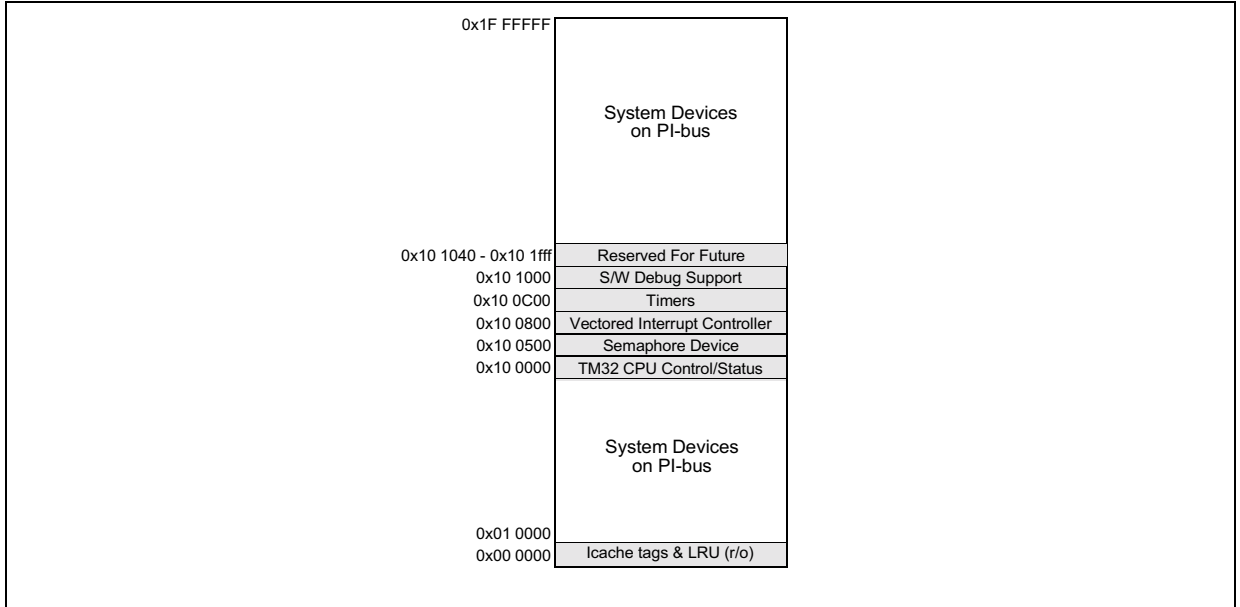 0x1F FFFFF
System Devices
on PI-bus
0x10 1040 - 0x10 1fff Reserved For Future
0x10 1000 S/W Debug Support
0x10 0C00 Timers
0x10 0800 Vectored Interrupt Controller
0x10 0500 Semaphore Device
0x10 0000 TM32 CPU Control/Status
System Devices
on PI-bus
0x01 0000
0x00 0000 Icache tags & LRU (r/o)